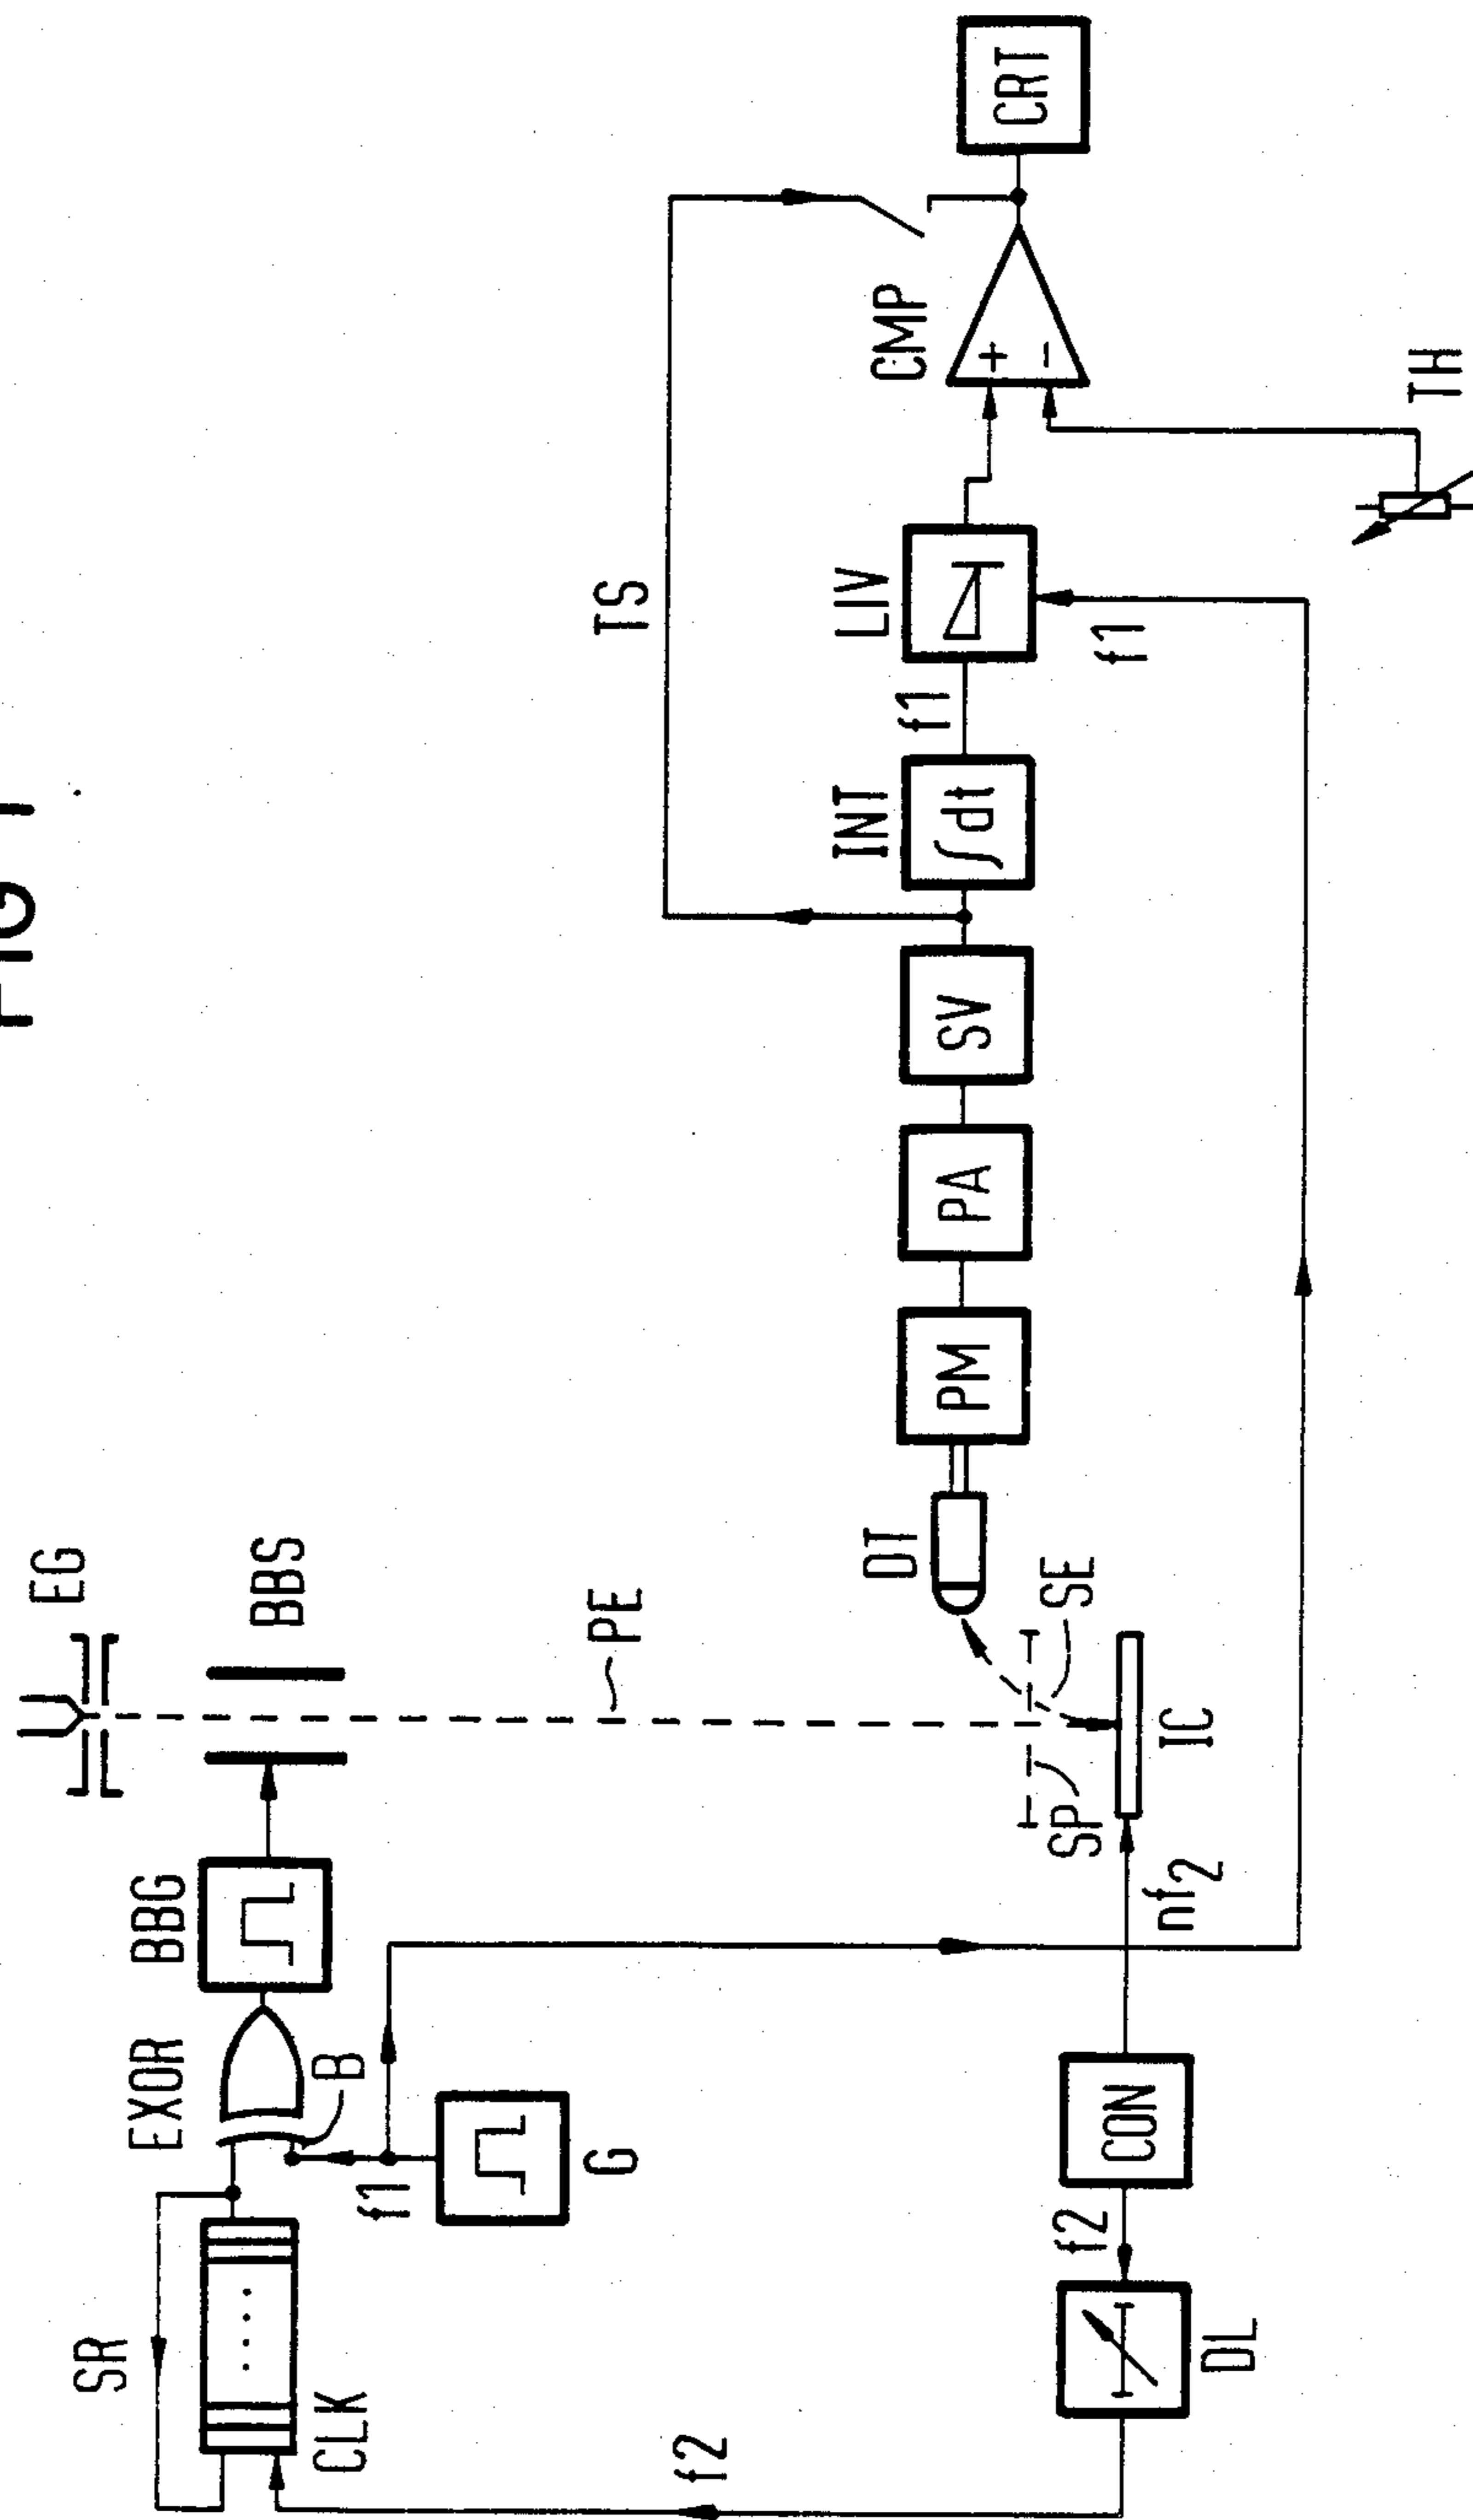 FIG 1
EG
BBS
BBG
EXOR
B
SR
CLK
f1
G
PE
DT
SE
SP
IC
nf2
CON
f2
DL
f2
PM
PA
SV
TS
INT
∫dt
f1
LIV
f1
CMP
+
-
TH
CRT